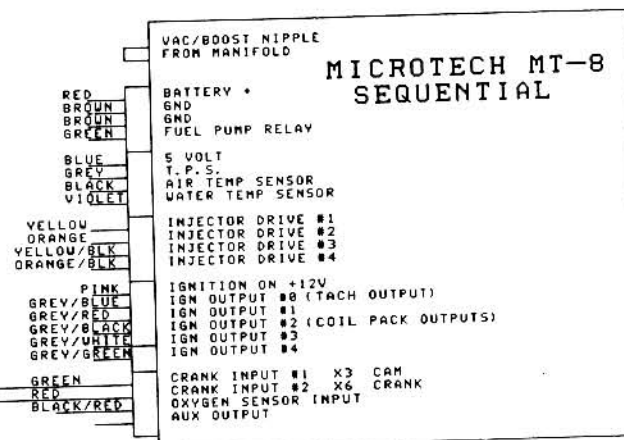 VAC/BOOST NIPPLE
FROM MANIFOLD
MICROTECH MT-8
SEQUENTIAL
RED BATTERY +
BROWN GND
BROWN GND
GREEN FUEL PUMP RELAY
BLUE 5 VOLT
GREY T.P.S.
BLACK AIR TEMP SENSOR
VIOLET WATER TEMP SENSOR
YELLOW INJECTOR DRIVE #1
ORANGE INJECTOR DRIVE #2
YELLOW/BLK INJECTOR DRIVE #3
ORANGE/BLK INJECTOR DRIVE #4
PINK IGNITION ON +12V
GREY/BLUE IGN OUTPUT #0 (TACH OUTPUT)
GREY/RED IGN OUTPUT #1
GREY/BLACK IGN OUTPUT #2 (COIL PACK OUTPUTS)
GREY/WHITE IGN OUTPUT #3
GREY/GREEN IGN OUTPUT #4
GREEN CRANK INPUT #1 X3 CAM
RED CRANK INPUT #2 X6 CRANK
BLACK/RED OXYGEN SENSOR INPUT
AUX OUTPUT